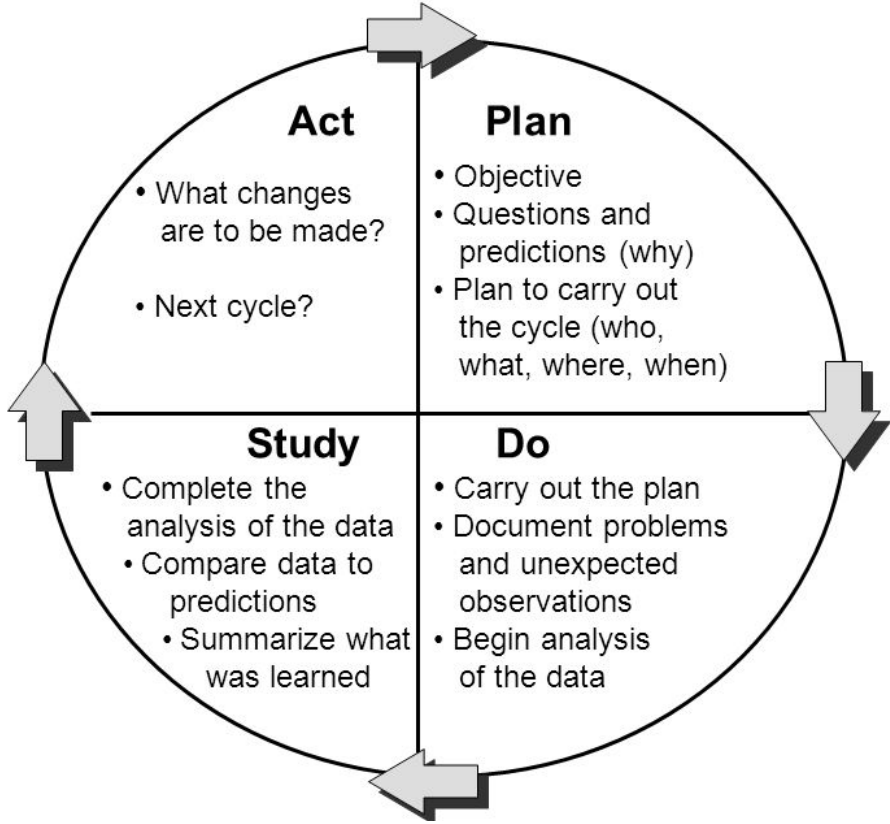 Act
• What changes
are to be made?
• Next cycle?
Plan
• Objective
• Questions and
predictions (why)
• Plan to carry out
the cycle (who,
what, where, when)
Study
• Complete the
analysis of the data
• Compare data to
predictions
• Summarize what
was learned
Do
• Carry out the plan
• Document problems
and unexpected
observations
• Begin analysis
of the data